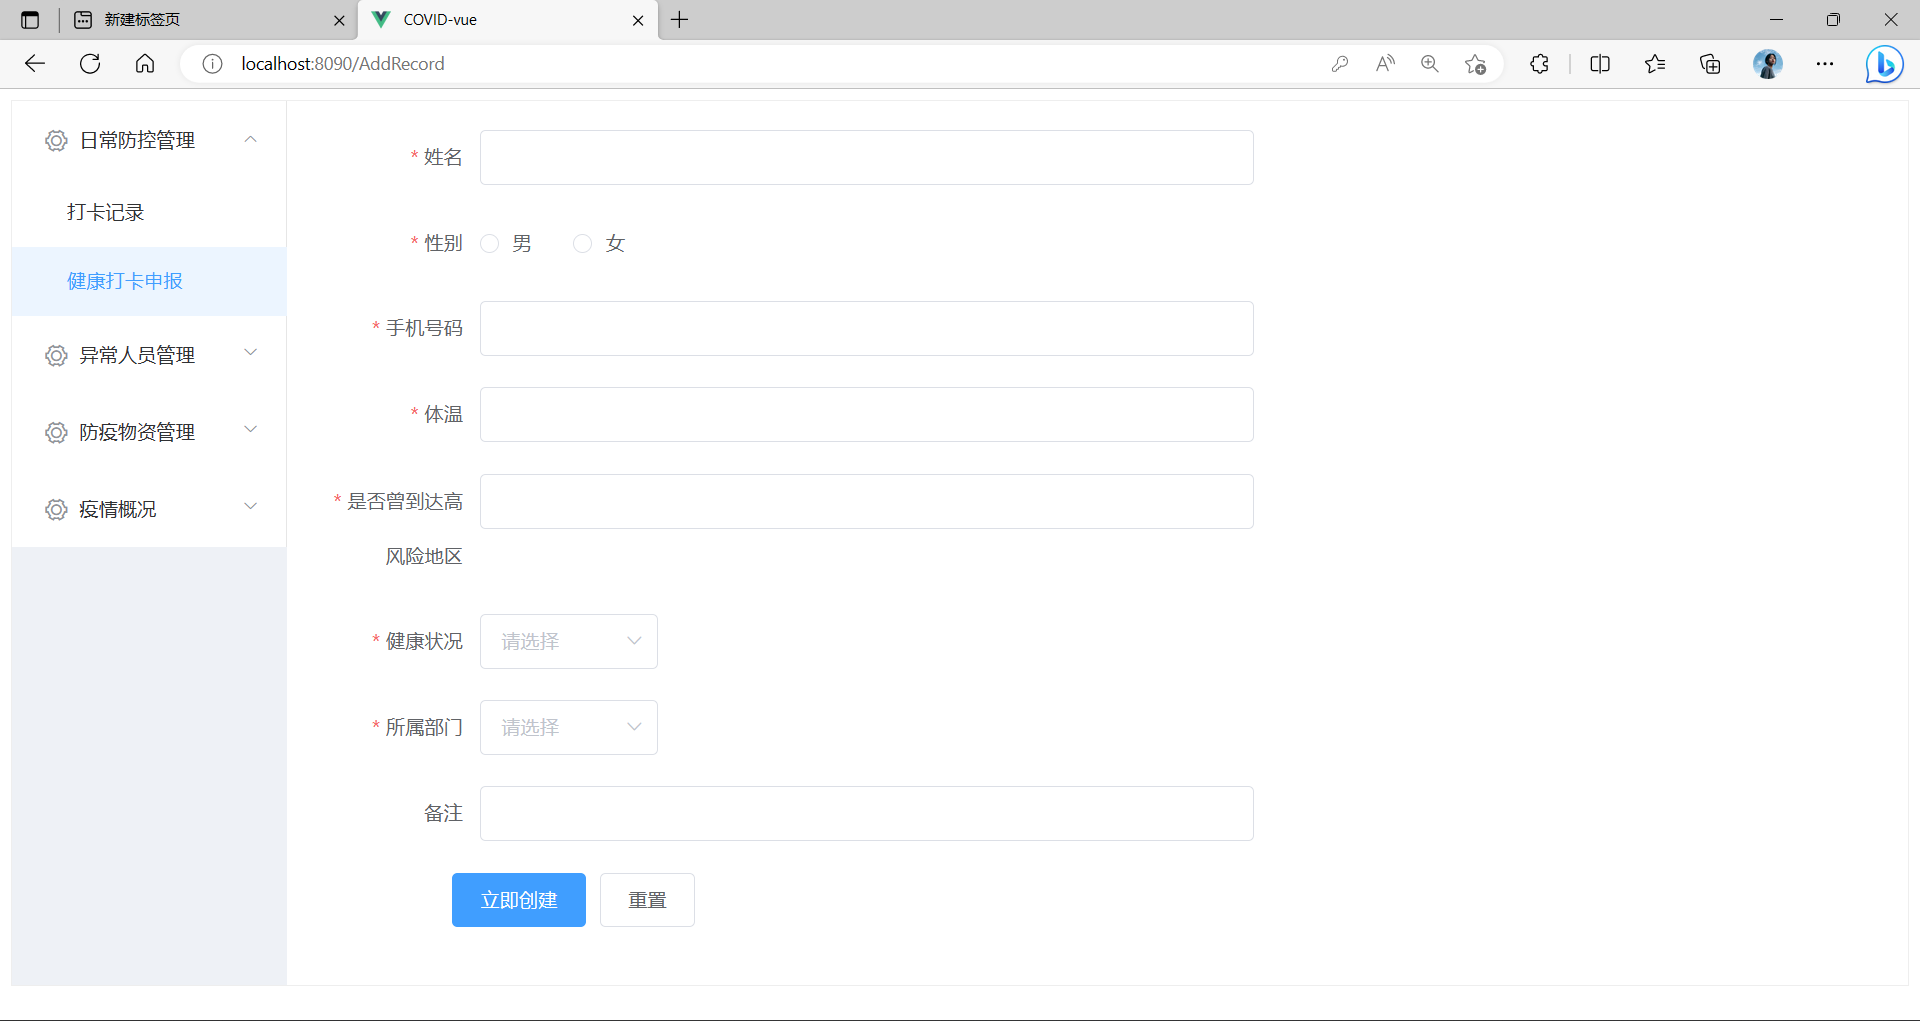 新建标签页
COVID-vue
localhost:8090/AddRecord
日常防控管理
打卡记录
健康打卡申报
异常人员管理
防疫物资管理
疫情概况
* 姓名
* 性别 男 女
* 手机号码
* 体温
* 是否曾到达高
风险地区
* 健康状况 请选择
* 所属部门 请选择
备注
立即创建 重置